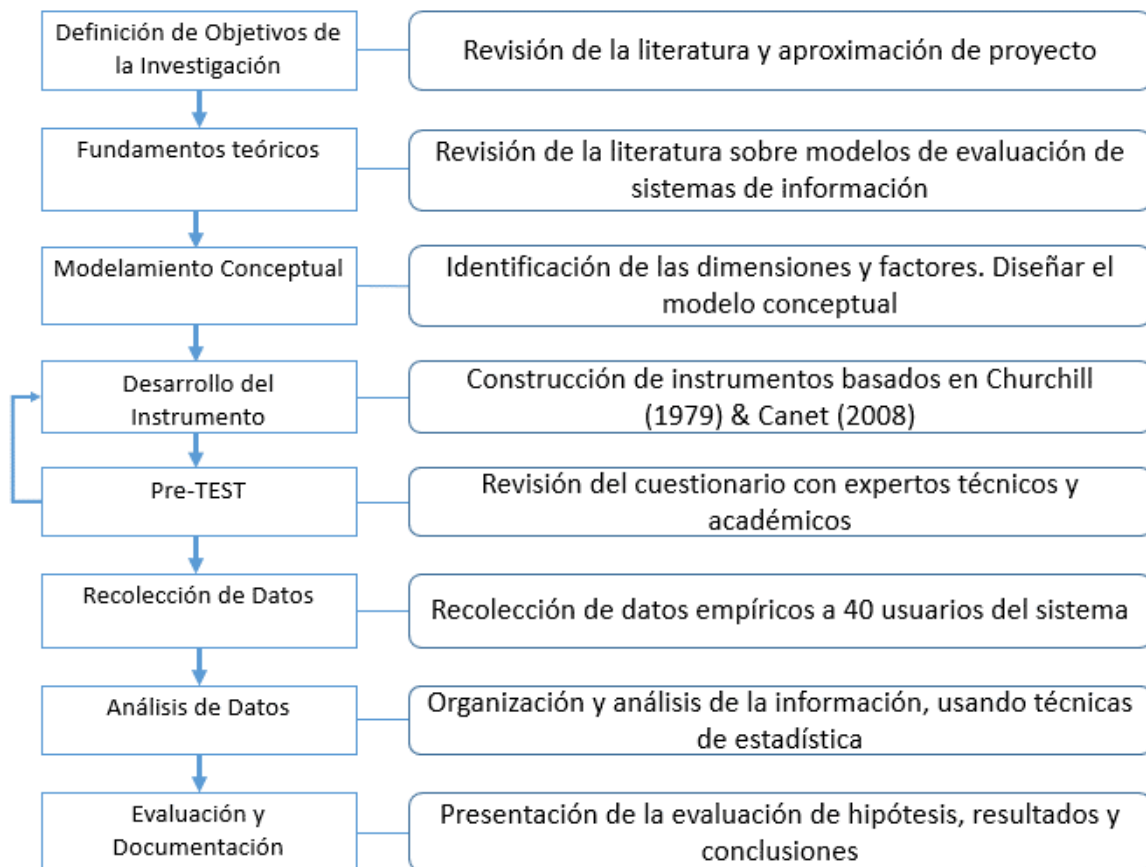 Definición de Objetivos de
la Investigación
Revisión de la literatura y aproximación de proyecto
Fundamentos teóricos
Revisión de la literatura sobre modelos de evaluación de
sistemas de información
Modelamiento Conceptual
Identificación de las dimensiones y factores. Diseñar el
modelo conceptual
Desarrollo del
Instrumento
Construcción de instrumentos basados en Churchill
(1979) & Canet (2008)
Pre-TEST
Revisión del cuestionario con expertos técnicos y
académicos
Recolección de Datos
Recolección de datos empíricos a 40 usuarios del sistema
Análisis de Datos
Organización y análisis de la información, usando técnicas
de estadística
Evaluación y
Documentación
Presentación de la evaluación de hipótesis, resultados y
conclusiones